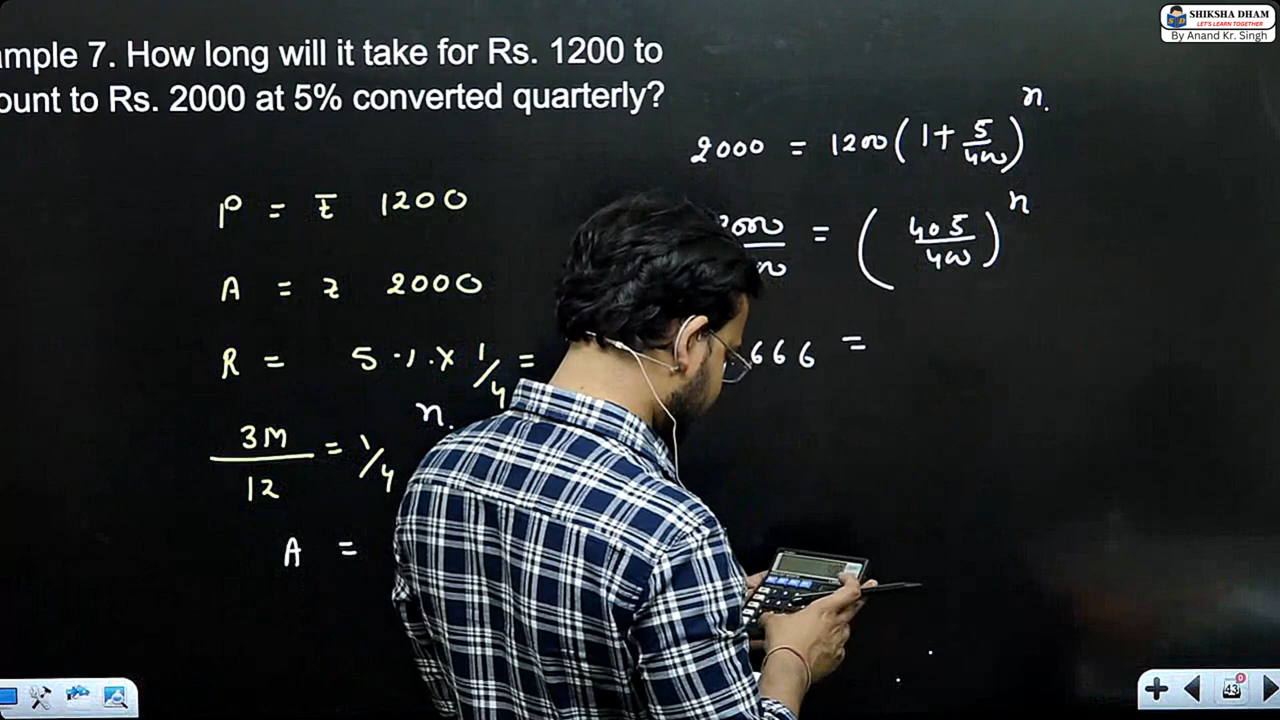 SHIKSHA DHAM
LET'S LEARN TOGETHER
By Anand Kr. Singh
mple 7. How long will it take for Rs. 1200 to
ount to Rs. 2000 at 5% converted quarterly?
P = ₹ 1200
A = ₹ 2000
R = 5 % × 1/4 =
n.
3M/12 = 1/4
A =
2000 = 1200 (1 + 5/400)^n.
= (405/400)^n
666 =
43